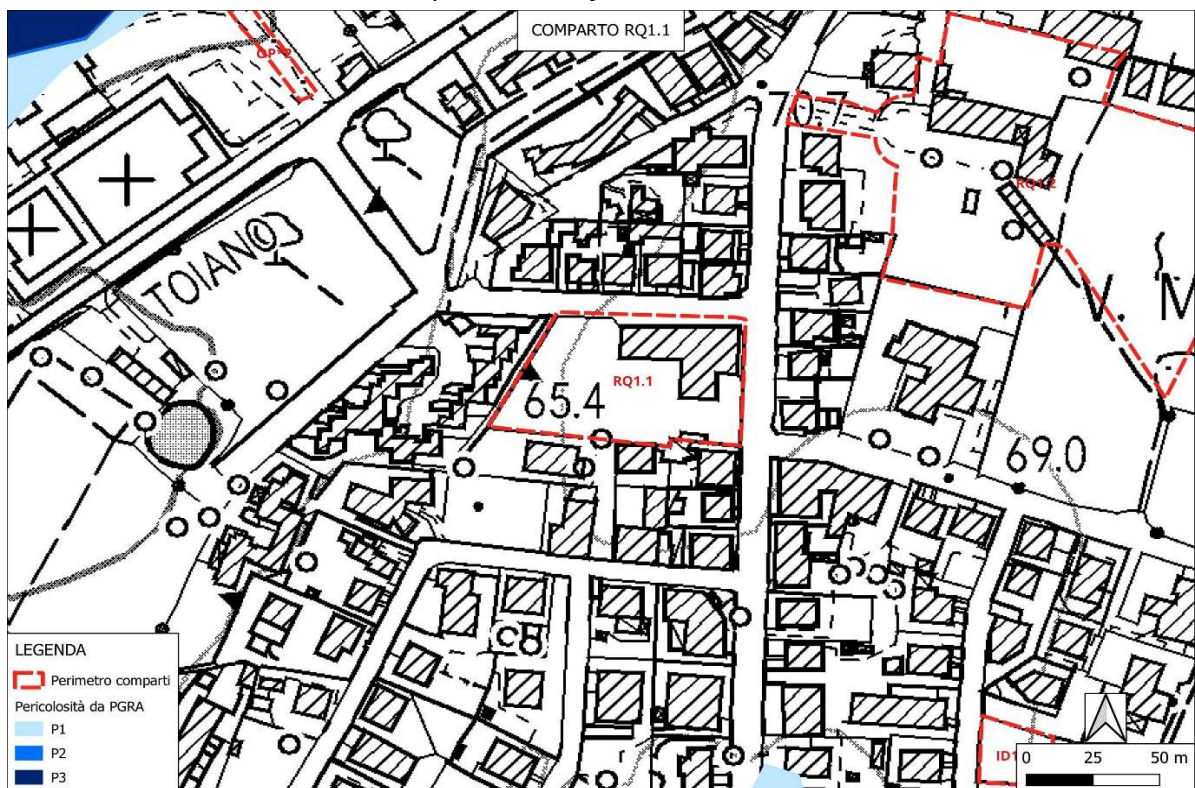 COMPARTO RQ1.1
70.7
RQ1.2
TOIANO
V. M
RQ1.1
65.4
69.0
LEGENDA
Perimetro comparti
Pericolosità da PGRA
P1
P2
P3
ID1
0 25 50 m